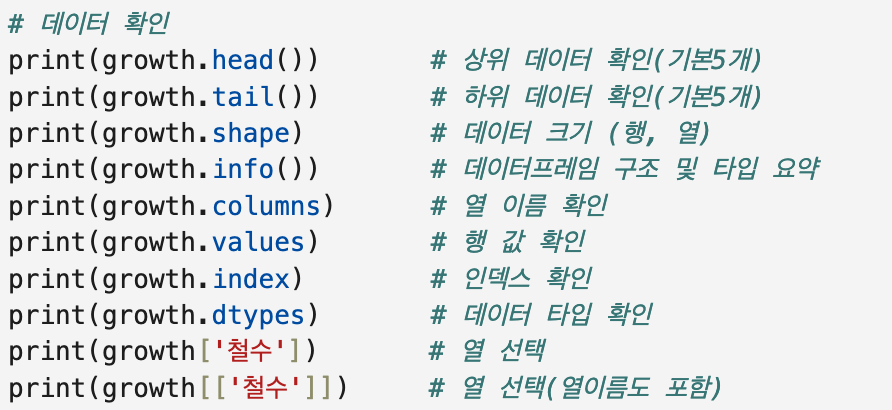 # 데이터 확인
print(growth.head())       # 상위 데이터 확인(기본5개)
print(growth.tail())       # 하위 데이터 확인(기본5개)
print(growth.shape)        # 데이터 크기 (행, 열)
print(growth.info())       # 데이터프레임 구조 및 타입 요약
print(growth.columns)      # 열 이름 확인
print(growth.values)       # 행 값 확인
print(growth.index)        # 인덱스 확인
print(growth.dtypes)       # 데이터 타입 확인
print(growth['철수'])       # 열 선택
print(growth[['철수']])     # 열 선택(열이름도 포함)